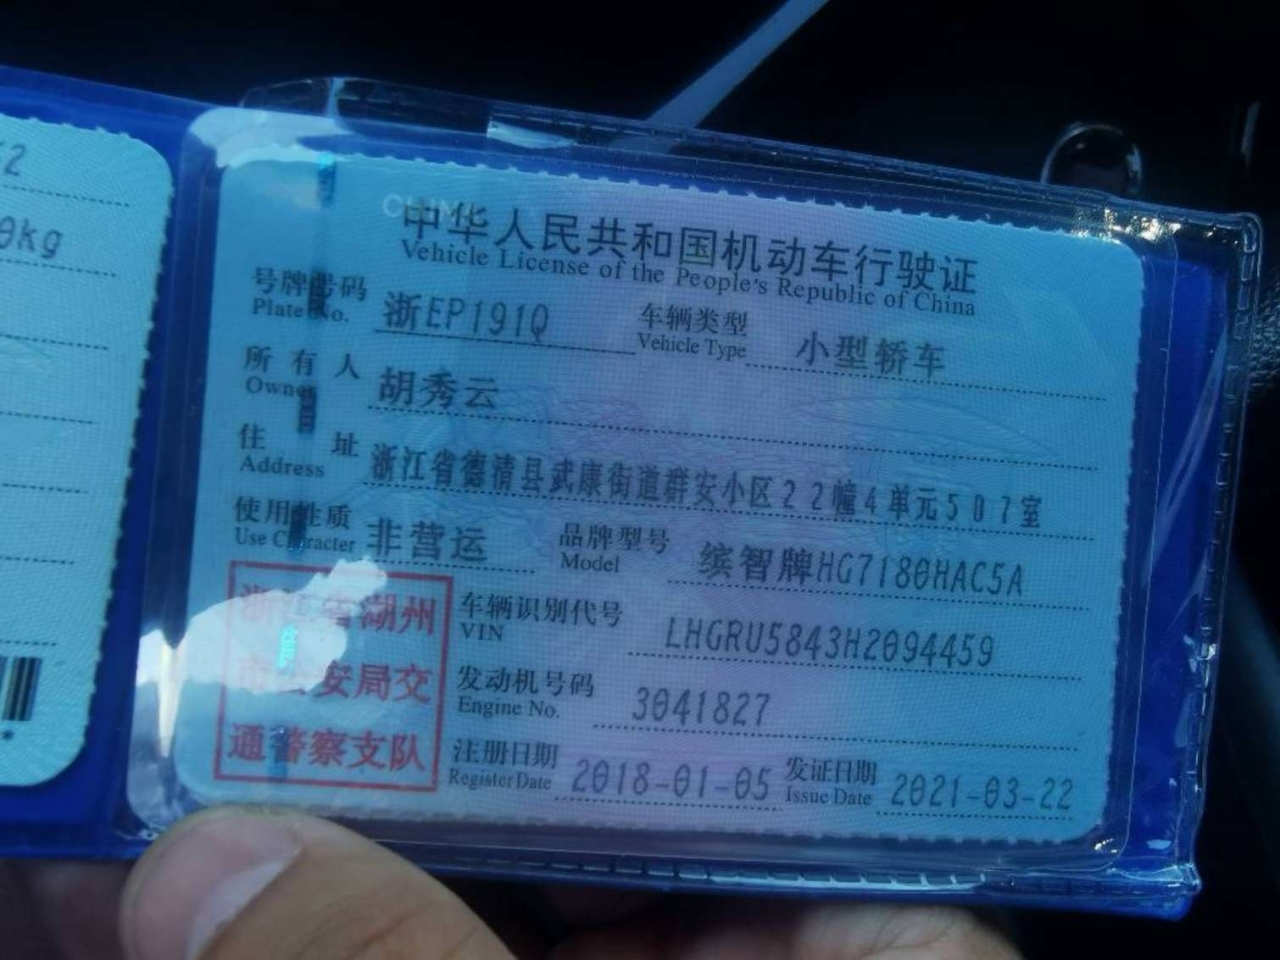 中华人民共和国机动车行驶证
Vehicle License of the People's Republic of China
号牌号码 浙EP191Q 车辆类型 小型轿车
Plate No. Vehicle Type
所有人 胡秀云
Owner
住址 浙江省德清县武康街道群安小区22幢4单元507室
Address
使用性质 非营运 品牌型号 缤智牌HG7180HAC5A
Use Character Model
浙江省湖州
市公安局交
通警察支队
车辆识别代号 LHGRU5843H2094459
VIN
发动机号码 3041827
Engine No.
注册日期 2018-01-05 发证日期 2021-03-22
Register Date Issue Date
0kg